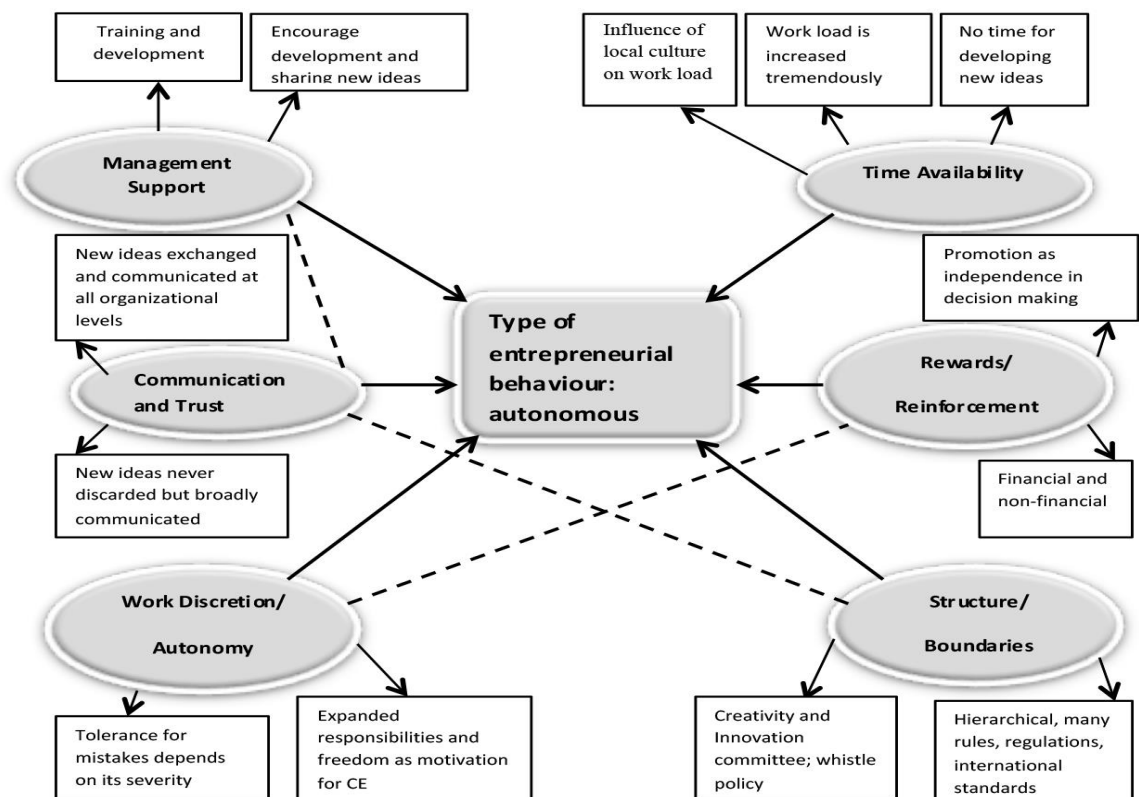 Training and
development
Encourage
development and
sharing new ideas
Influence of
local culture
on work load
Work load is
increased
tremendously
No time for
developing
new ideas
Management
Support
Time Availability
New ideas exchanged
and communicated at
all organizational
levels
Promotion as
independence in
decision making
Type of
entrepreneurial
behaviour:
autonomous
Communication
and Trust
Rewards/
Reinforcement
New ideas never
discarded but broadly
communicated
Financial and
non-financial
Work Discretion/
Autonomy
Structure/
Boundaries
Tolerance for
mistakes depends
on its severity
Expanded
responsibilities and
freedom as motivation
for CE
Creativity and
Innovation
committee; whistle
policy
Hierarchical, many
rules, regulations,
international
standards